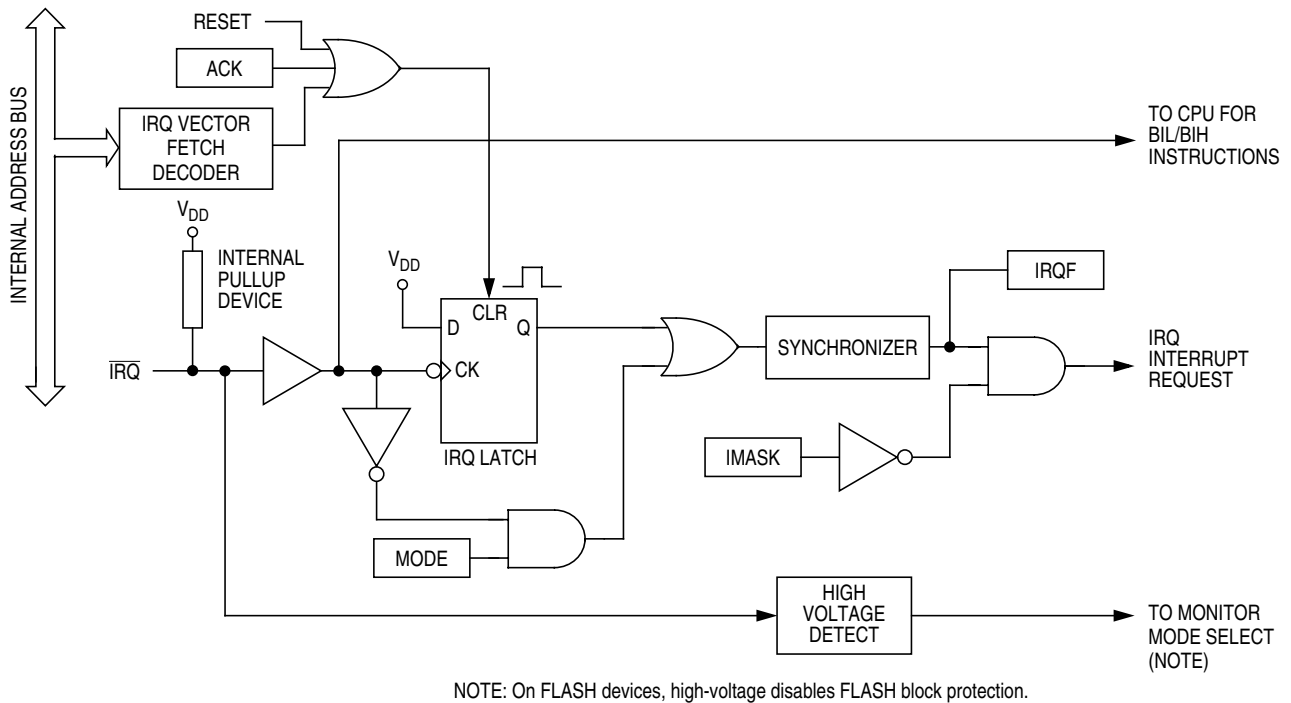 INTERNAL ADDRESS BUS
RESET
ACK
IRQ VECTOR
FETCH
DECODER
TO CPU FOR
BIL/BIH
INSTRUCTIONS
VDD
INTERNAL
PULLUP
DEVICE
VDD
CLR
D
Q
CK
IRQ LATCH
IRQ
SYNCHRONIZER
IRQF
IRQ
INTERRUPT
REQUEST
IMASK
MODE
HIGH
VOLTAGE
DETECT
TO MONITOR
MODE SELECT
(NOTE)
NOTE: On FLASH devices, high-voltage disables FLASH block protection.